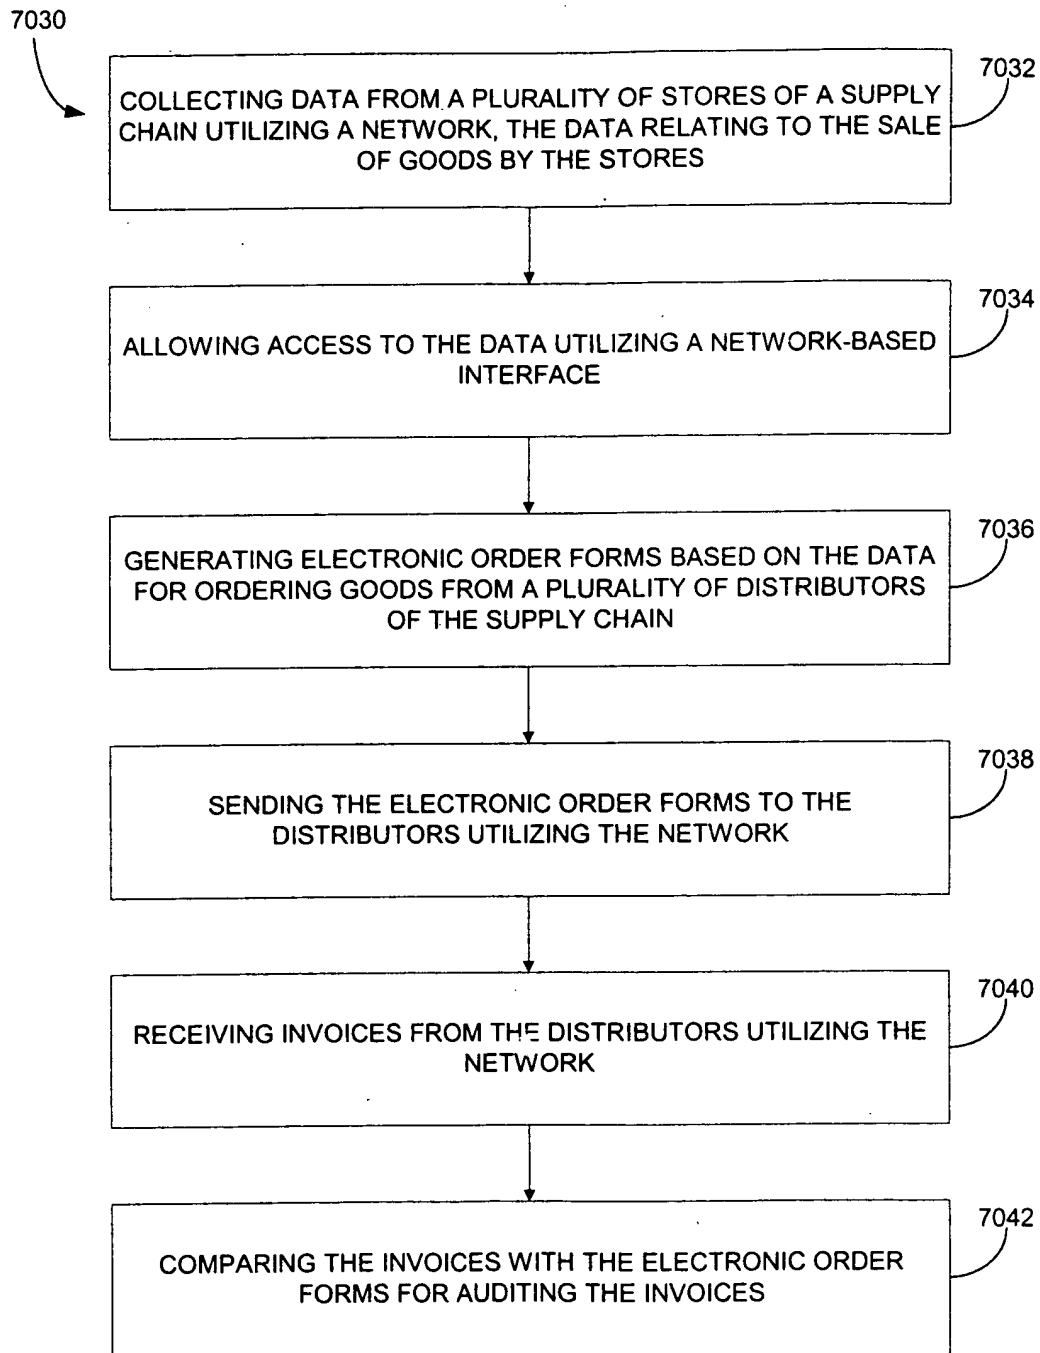 7030
7032
COLLECTING DATA FROM A PLURALITY OF STORES OF A SUPPLY
CHAIN UTILIZING A NETWORK, THE DATA RELATING TO THE SALE
OF GOODS BY THE STORES
7034
ALLOWING ACCESS TO THE DATA UTILIZING A NETWORK-BASED
INTERFACE
7036
GENERATING ELECTRONIC ORDER FORMS BASED ON THE DATA
FOR ORDERING GOODS FROM A PLURALITY OF DISTRIBUTORS
OF THE SUPPLY CHAIN
7038
SENDING THE ELECTRONIC ORDER FORMS TO THE
DISTRIBUTORS UTILIZING THE NETWORK
7040
RECEIVING INVOICES FROM THE DISTRIBUTORS UTILIZING THE
NETWORK
7042
COMPARING THE INVOICES WITH THE ELECTRONIC ORDER
FORMS FOR AUDITING THE INVOICES